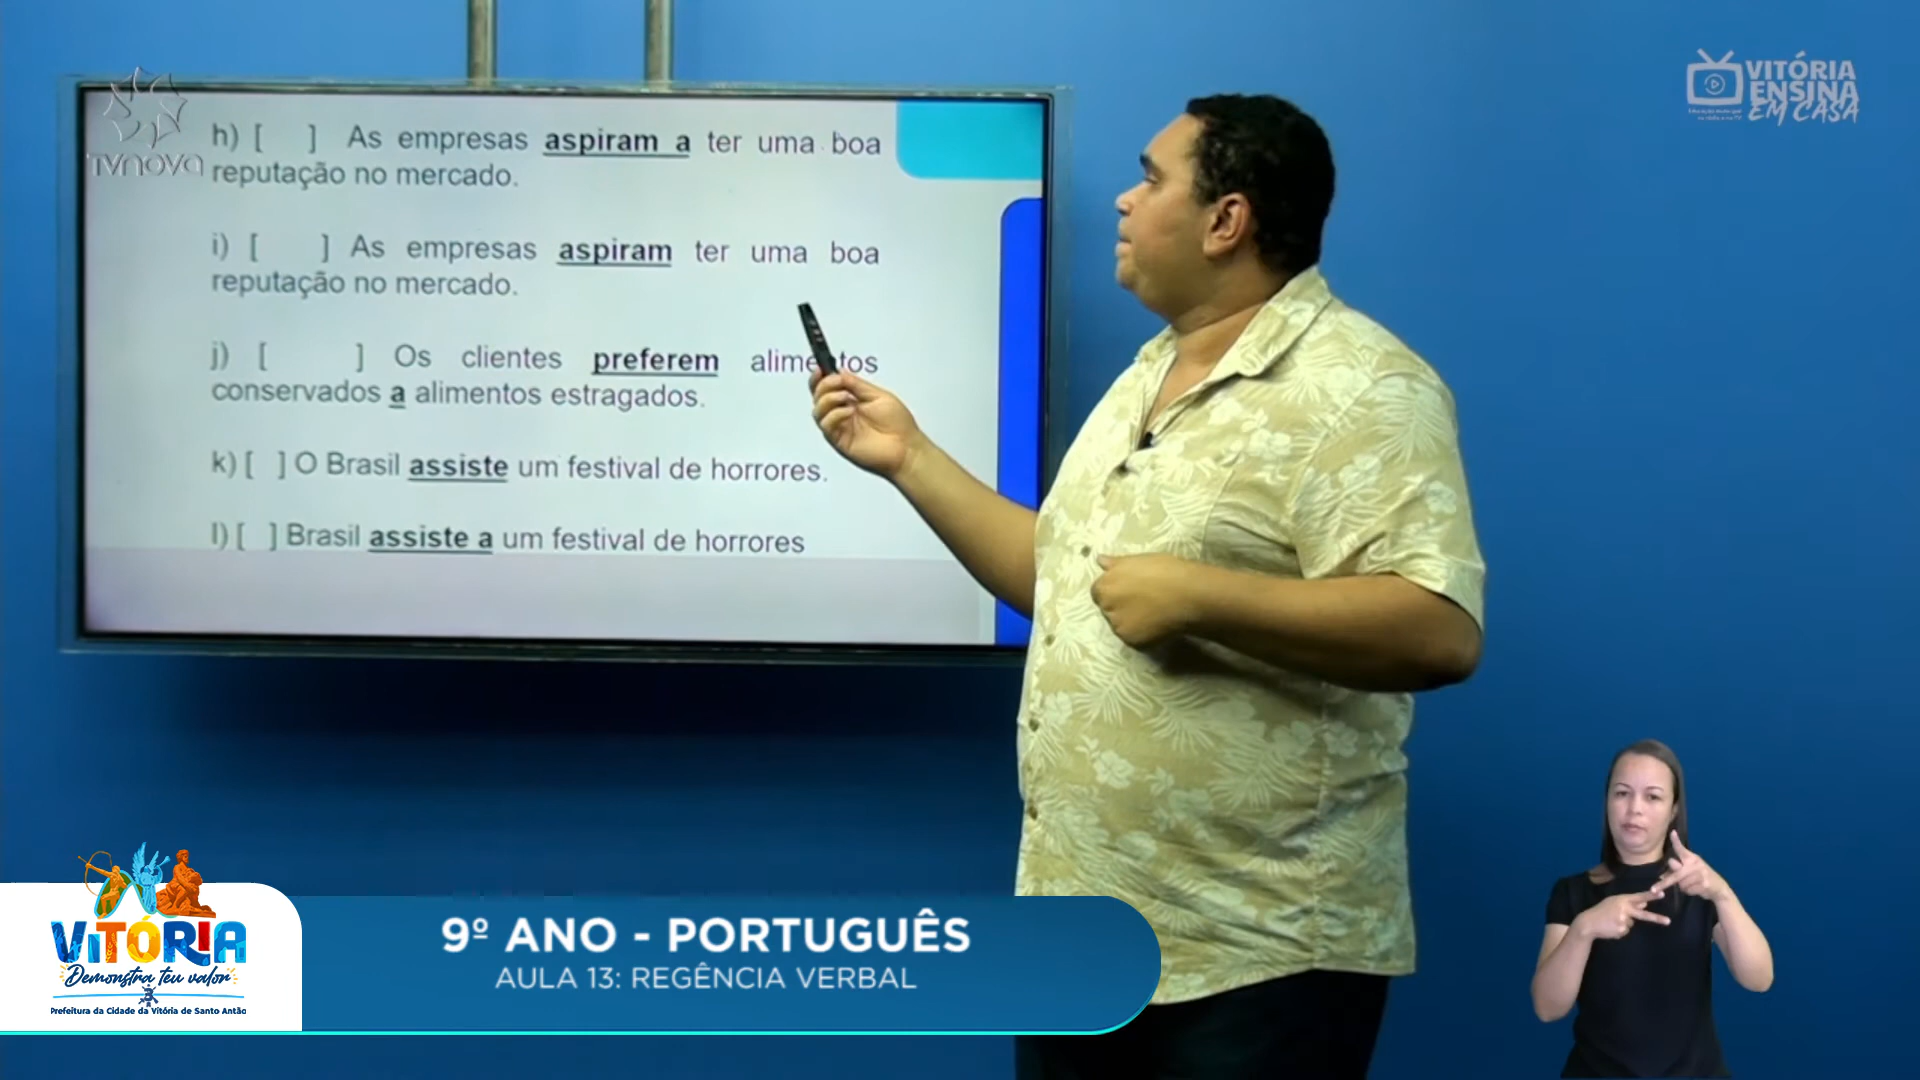 TVNOVA
h) [ ] As empresas aspiram a ter uma boa
reputação no mercado.
i) [ ] As empresas aspiram ter uma boa
reputação no mercado.
j) [ ] Os clientes preferem alimentos
conservados a alimentos estragados.
k) [ ] O Brasil assiste um festival de horrores.
l) [ ] Brasil assiste a um festival de horrores
VITÓRIA
ENSINA
EM CASA
VITÓRIA
Demonstra teu valor
Prefeitura da Cidade da Vitória de Santo Antão
9º ANO - PORTUGUÊS
AULA 13: REGÊNCIA VERBAL